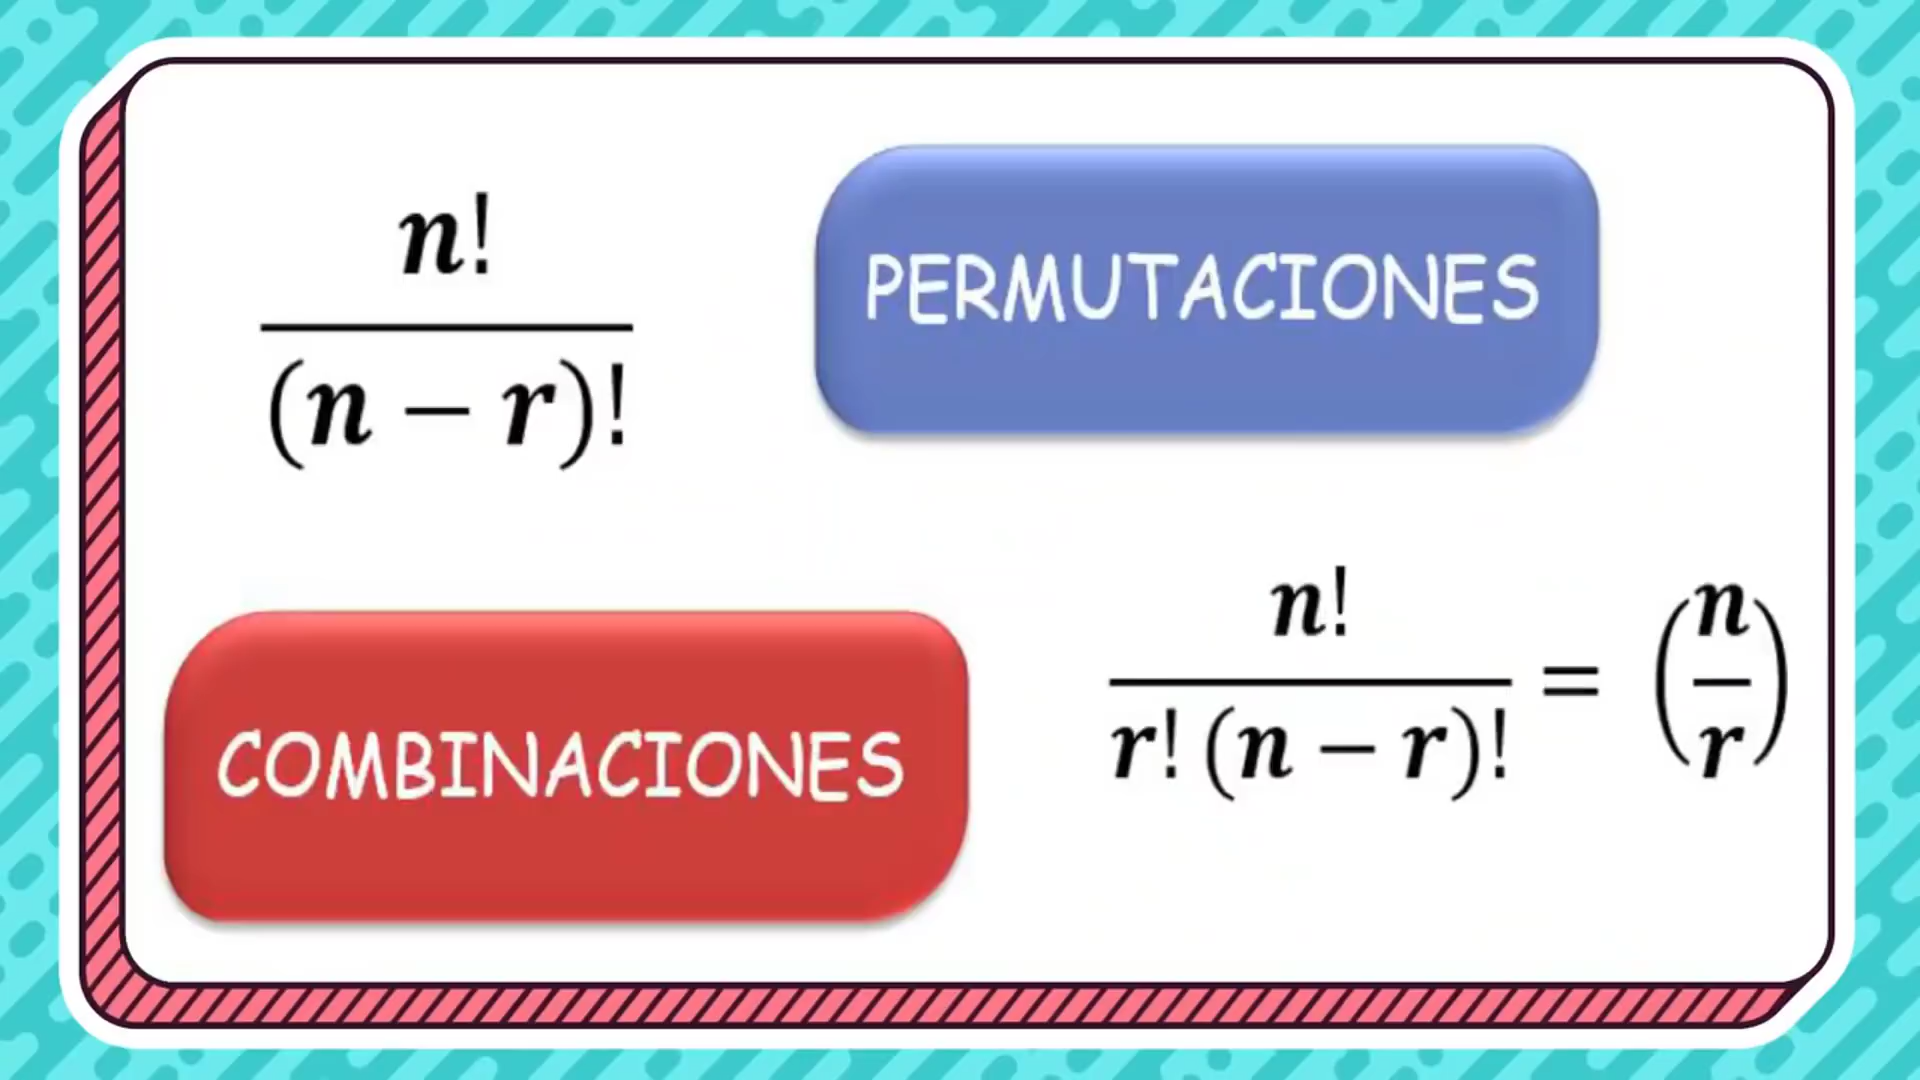 n!
(n − r)!
PERMUTACIONES
COMBINACIONES
n!
r! (n − r)!
=
(n
r)